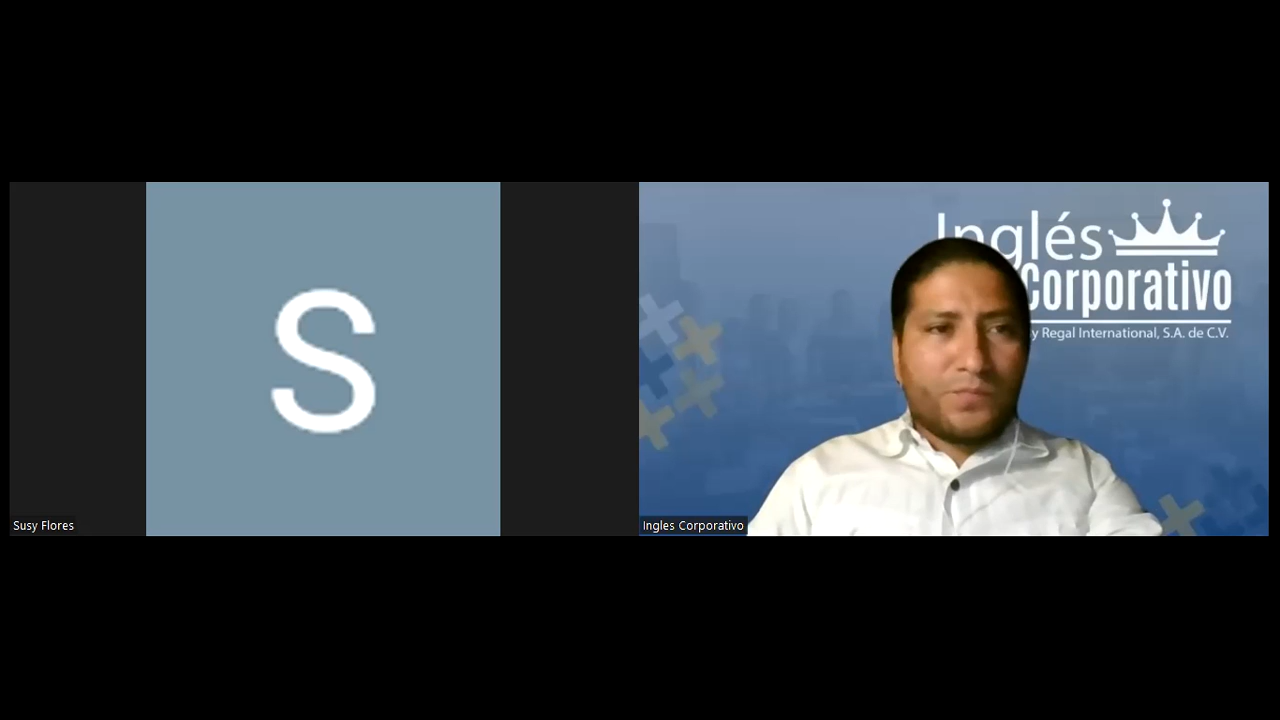 S
Susy Flores
Inglés
Corporativo
y Regal International, S.A. de C.V.
Ingles Corporativo